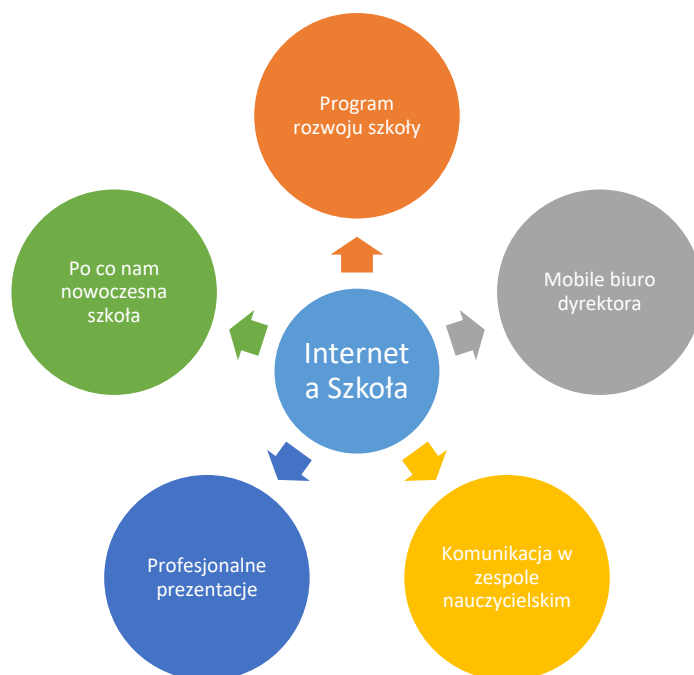 Program
rozwoju szkoły
Po co nam
nowoczesna
szkoła
Mobile biuro
dyrektora
Internet
a Szkoła
Profesjonalne
prezentacje
Komunikacja w
zespole
nauczycielskim